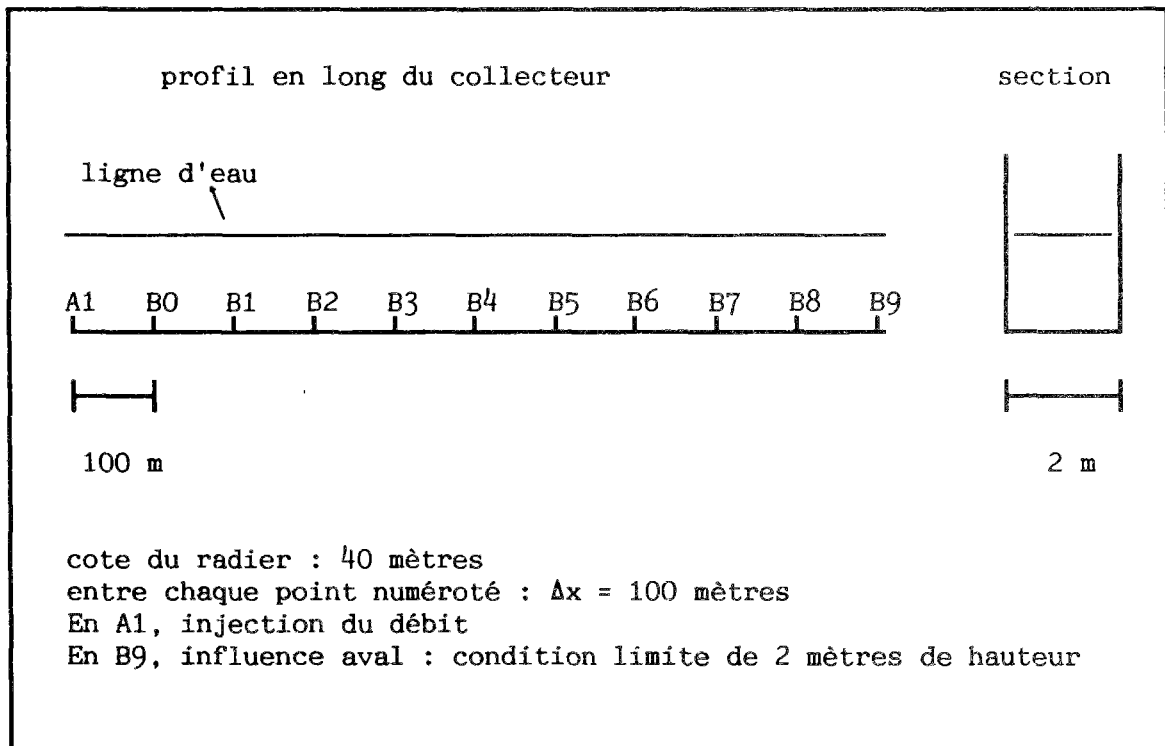 profil en long du collecteur
section
ligne d'eau
A1 B0 B1 B2 B3 B4 B5 B6 B7 B8 B9
100 m
2 m
cote du radier : 40 mètres
entre chaque point numéroté : Δx = 100 mètres
En A1, injection du débit
En B9, influence aval : condition limite de 2 mètres de hauteur